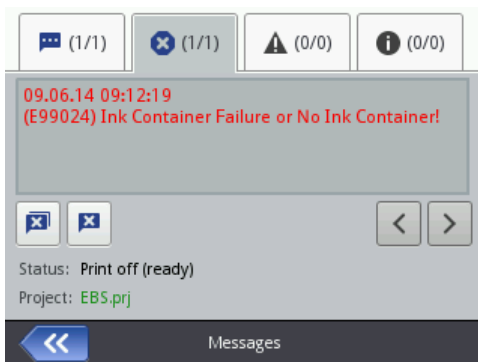 (1/1) (1/1) (0/0) (0/0)
09.06.14 09:12:19
(E99024) Ink Container Failure or No Ink Container!
Status: Print off (ready)
Project: EBS.prj
Messages